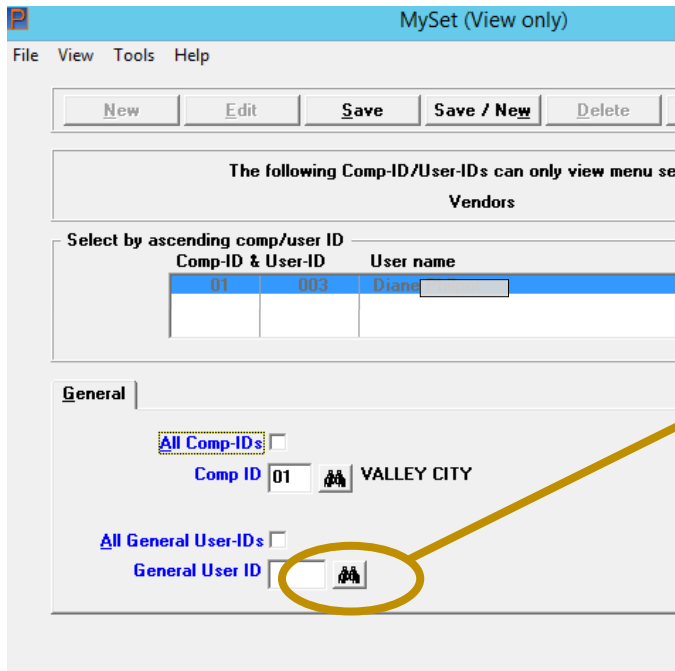 P MySet (View only)
File View Tools Help
New Edit Save Save / New Delete
The following Comp-ID/User-IDs can only view menu se
Vendors
Select by ascending comp/user ID
Comp-ID & User-ID User name
01 003 Diane
General
All Comp-IDs
Comp ID 01 VALLEY CITY
All General User-IDs
General User ID